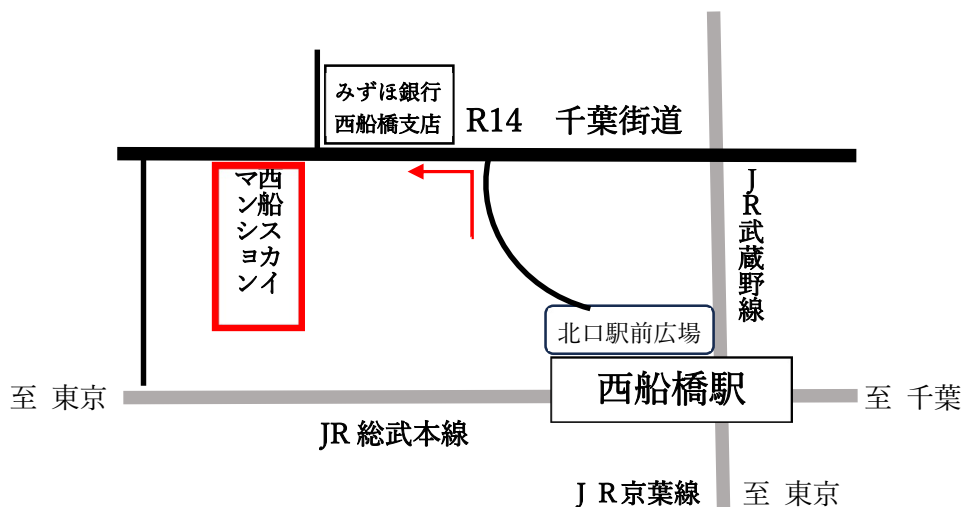 みずほ銀行
西船橋支店
R14 千葉街道
西船スカイ
マンション
JR武蔵野線
北口駅前広場
西船橋駅
至 東京
至 千葉
JR 総武本線
JR京葉線
至 東京